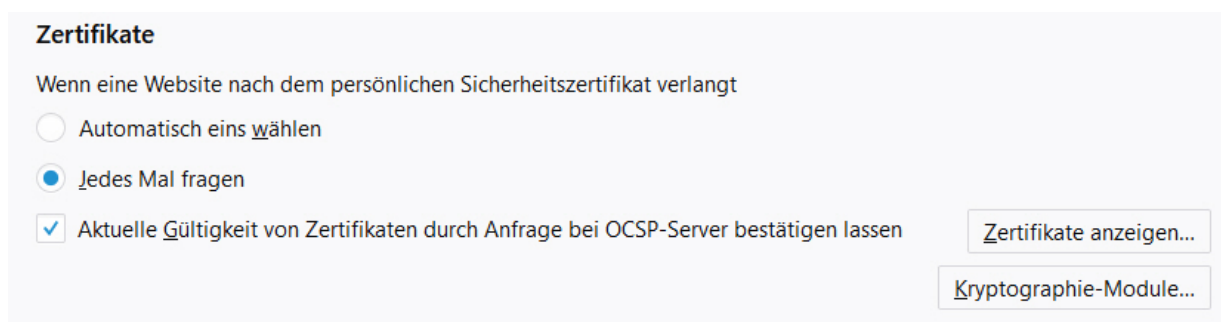 Zertifikate
Wenn eine Website nach dem persönlichen Sicherheitszertifikat verlangt
Automatisch eins wählen
Jedes Mal fragen
Aktuelle Gültigkeit von Zertifikaten durch Anfrage bei OCSP-Server bestätigen lassen
Zertifikate anzeigen...
Kryptographie-Module...